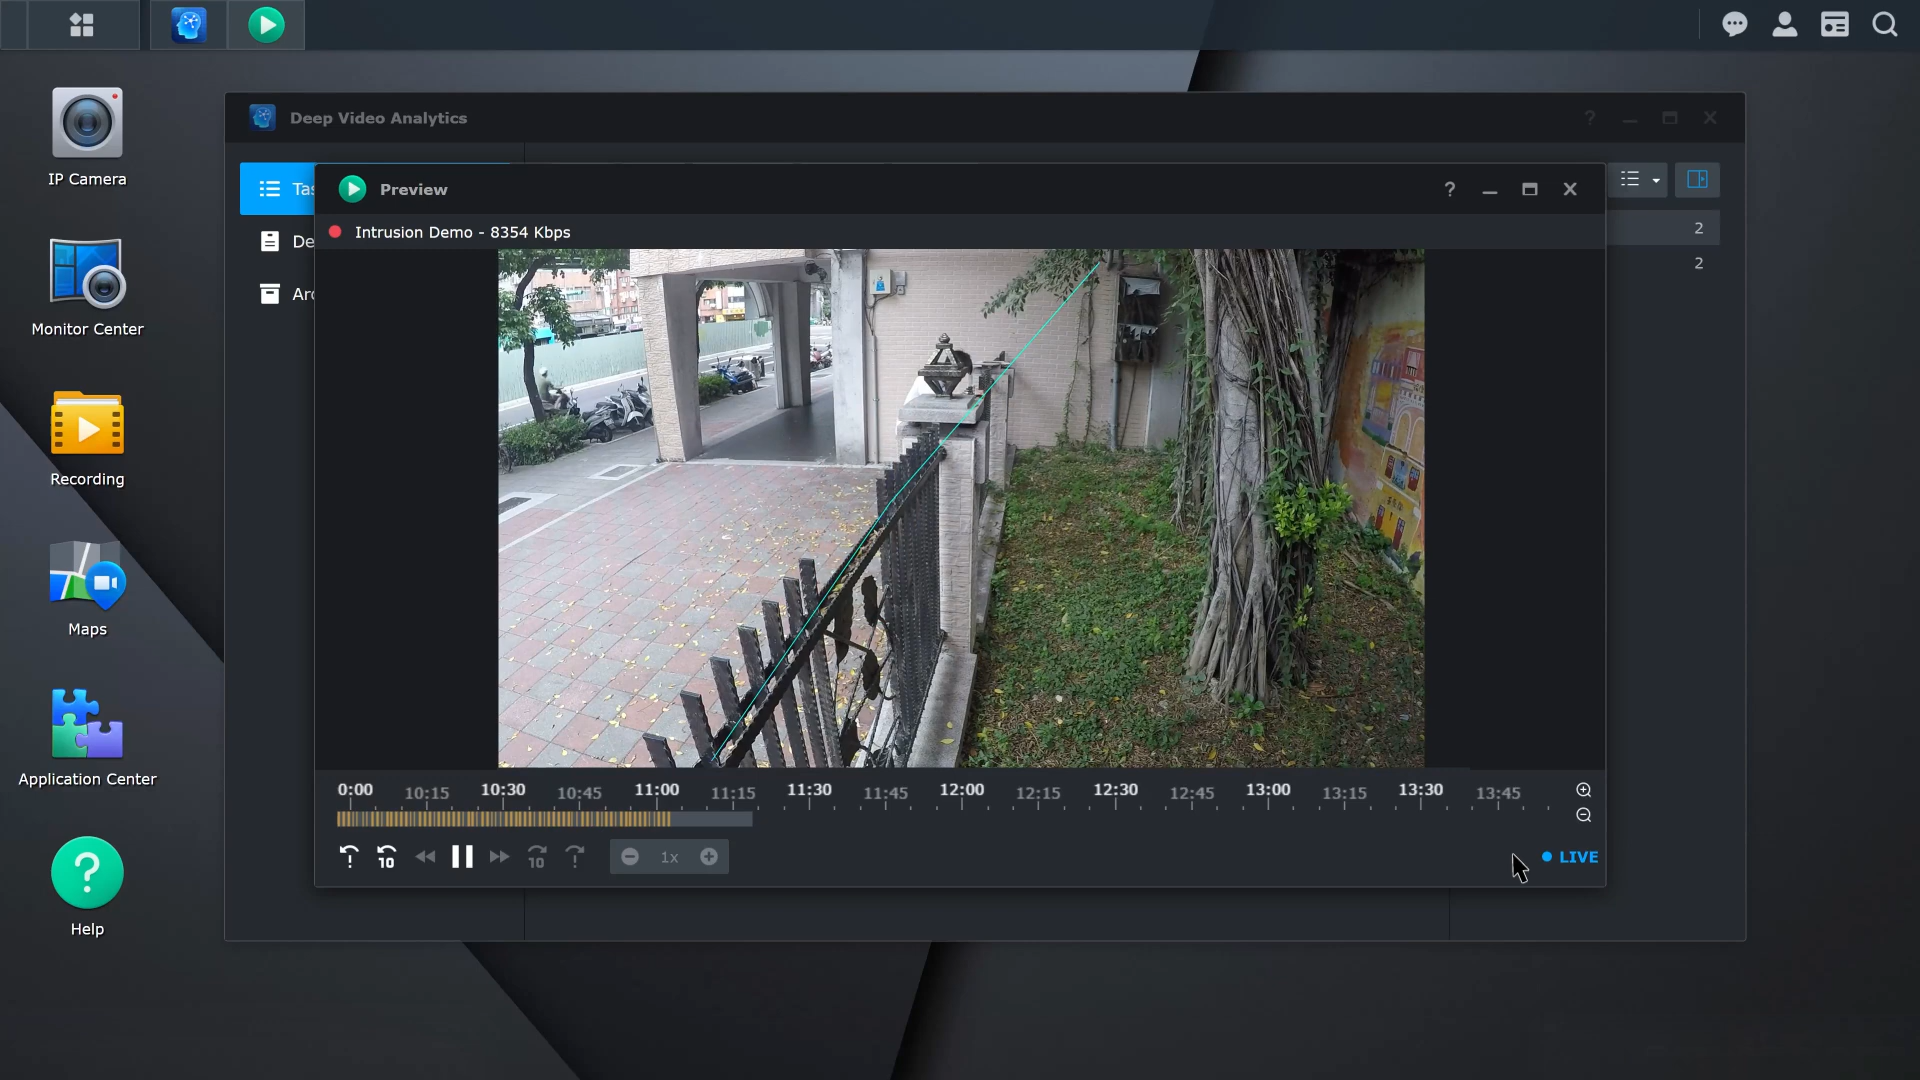 Deep Video Analytics
IP Camera
Tas
Preview
Intrusion Demo - 8354 Kbps
2
De
2
Arc
Monitor Center
Recording
Maps
Application Center
Help
0:00 10:15 10:30 10:45 11:00 11:15 11:30 11:45 12:00 12:15 12:30 12:45 13:00 13:15 13:30 13:45
10 10 1x LIVE